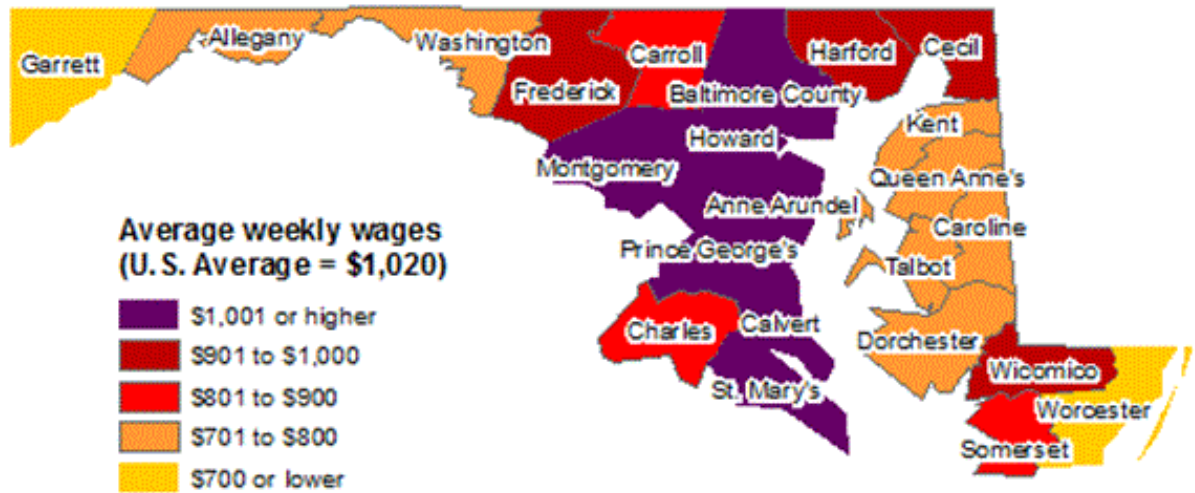 Garrett
Allegany
Washington
Frederick
Carroll
Baltimore County
Harford
Cecil
Howard
Montgomery
Anne Arundel
Prince George's
Kent
Queen Anne's
Caroline
Talbot
Charles
Calvert
St. Mary's
Dorchester
Wicomico
Worcester
Somerset
Average weekly wages
(U.S. Average = $1,020)
$1,001 or higher
$901 to $1,000
$801 to $900
$701 to $800
$700 or lower